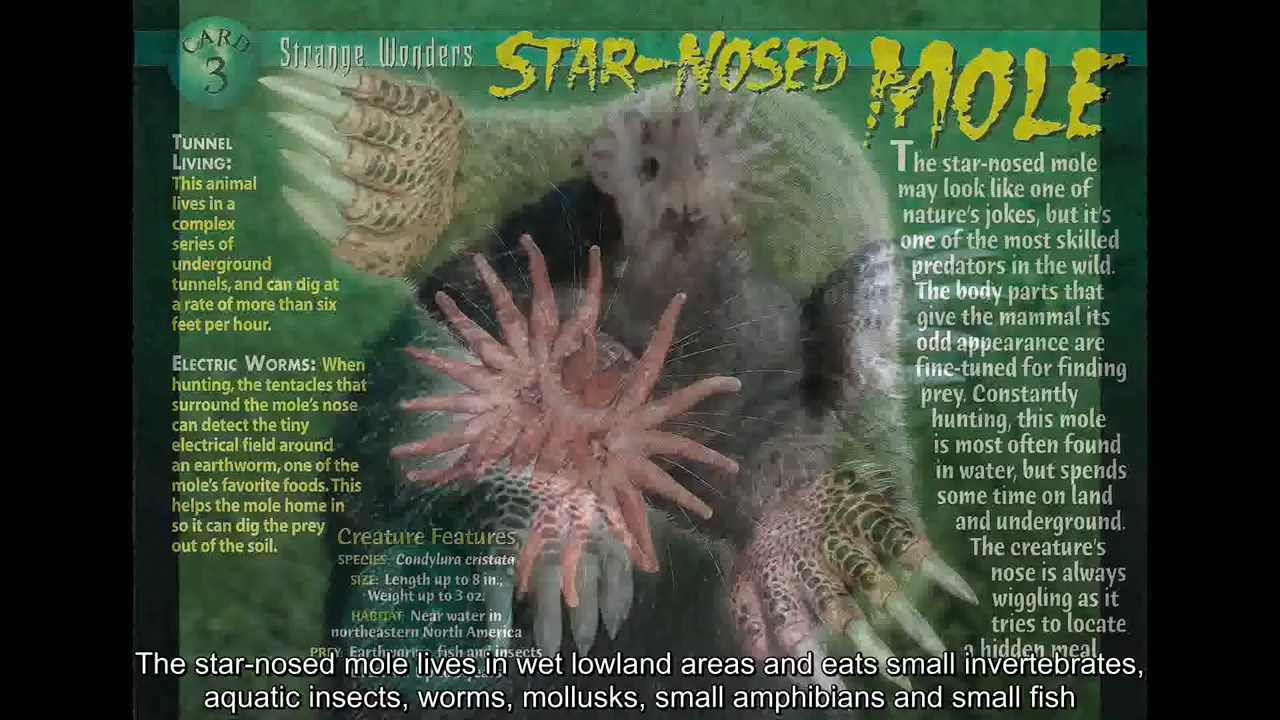 CARD
3
Strange Wonders
STAR-NOSED MOLE
TUNNEL
LIVING:
This animal
lives in a
complex
series of
underground
tunnels, and can dig at
a rate of more than six
feet per hour.
ELECTRIC WORMS: When
hunting, the tentacles that
surround the mole's nose
can detect the tiny
electrical field around
an earthworm, one of the
mole's favorite foods. This
helps the mole home in
so it can dig the prey
out of the soil.
Creature Features
SPECIES: Condylura cristata
SIZE: Length up to 8 in.;
Weight up to 3 oz.
HABITAT: Near water in
northeastern North America
PREY: Earthworms, fish and insects
The star-nosed mole
may look like one of
nature's jokes, but it's
one of the most skilled
predators in the wild.
The body parts that
give the mammal its
odd appearance are
fine-tuned for finding
prey. Constantly
hunting, this mole
is most often found
in water, but spends
some time on land
and underground.
The creature's
nose is always
wiggling as it
tries to locate
a hidden meal.
The star-nosed mole lives in wet lowland areas and eats small invertebrates,
aquatic insects, worms, mollusks, small amphibians and small fish